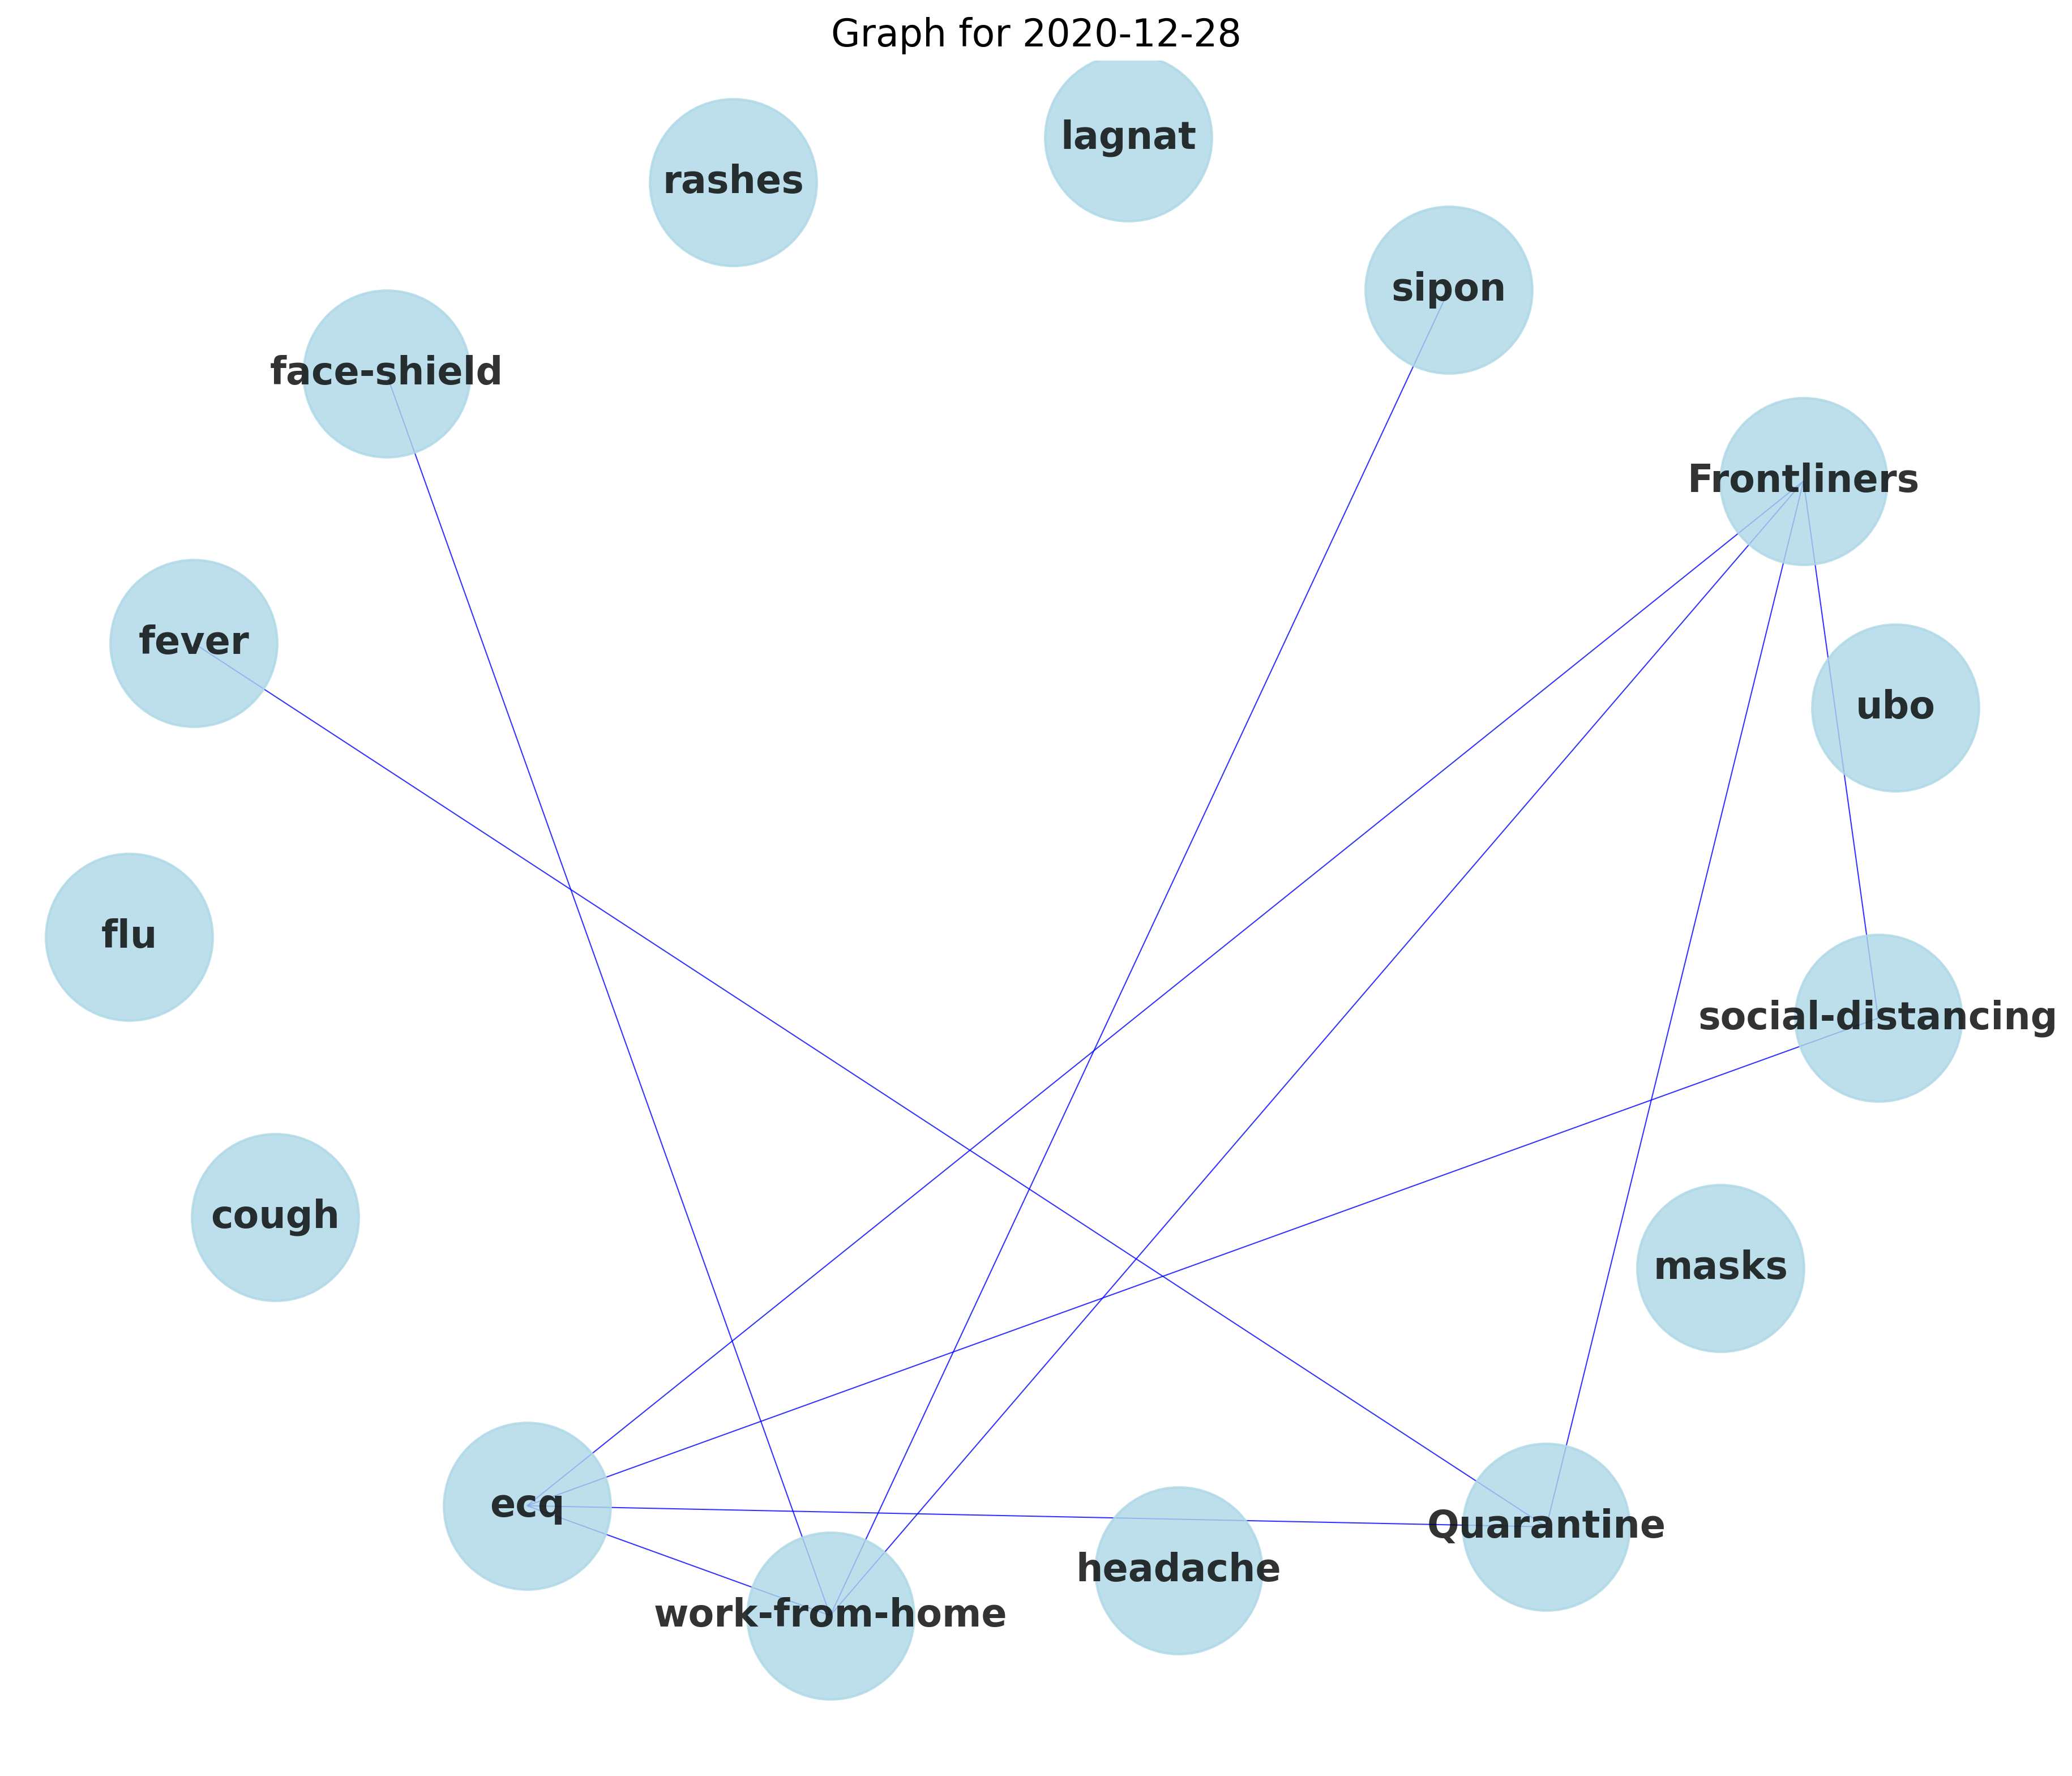 Graph for 2020-12-28
lagnat
rashes
sipon
face-shield
Frontliners
fever
ubo
flu
social-distancing
cough
masks
ecq
Quarantine
headache
work-from-home